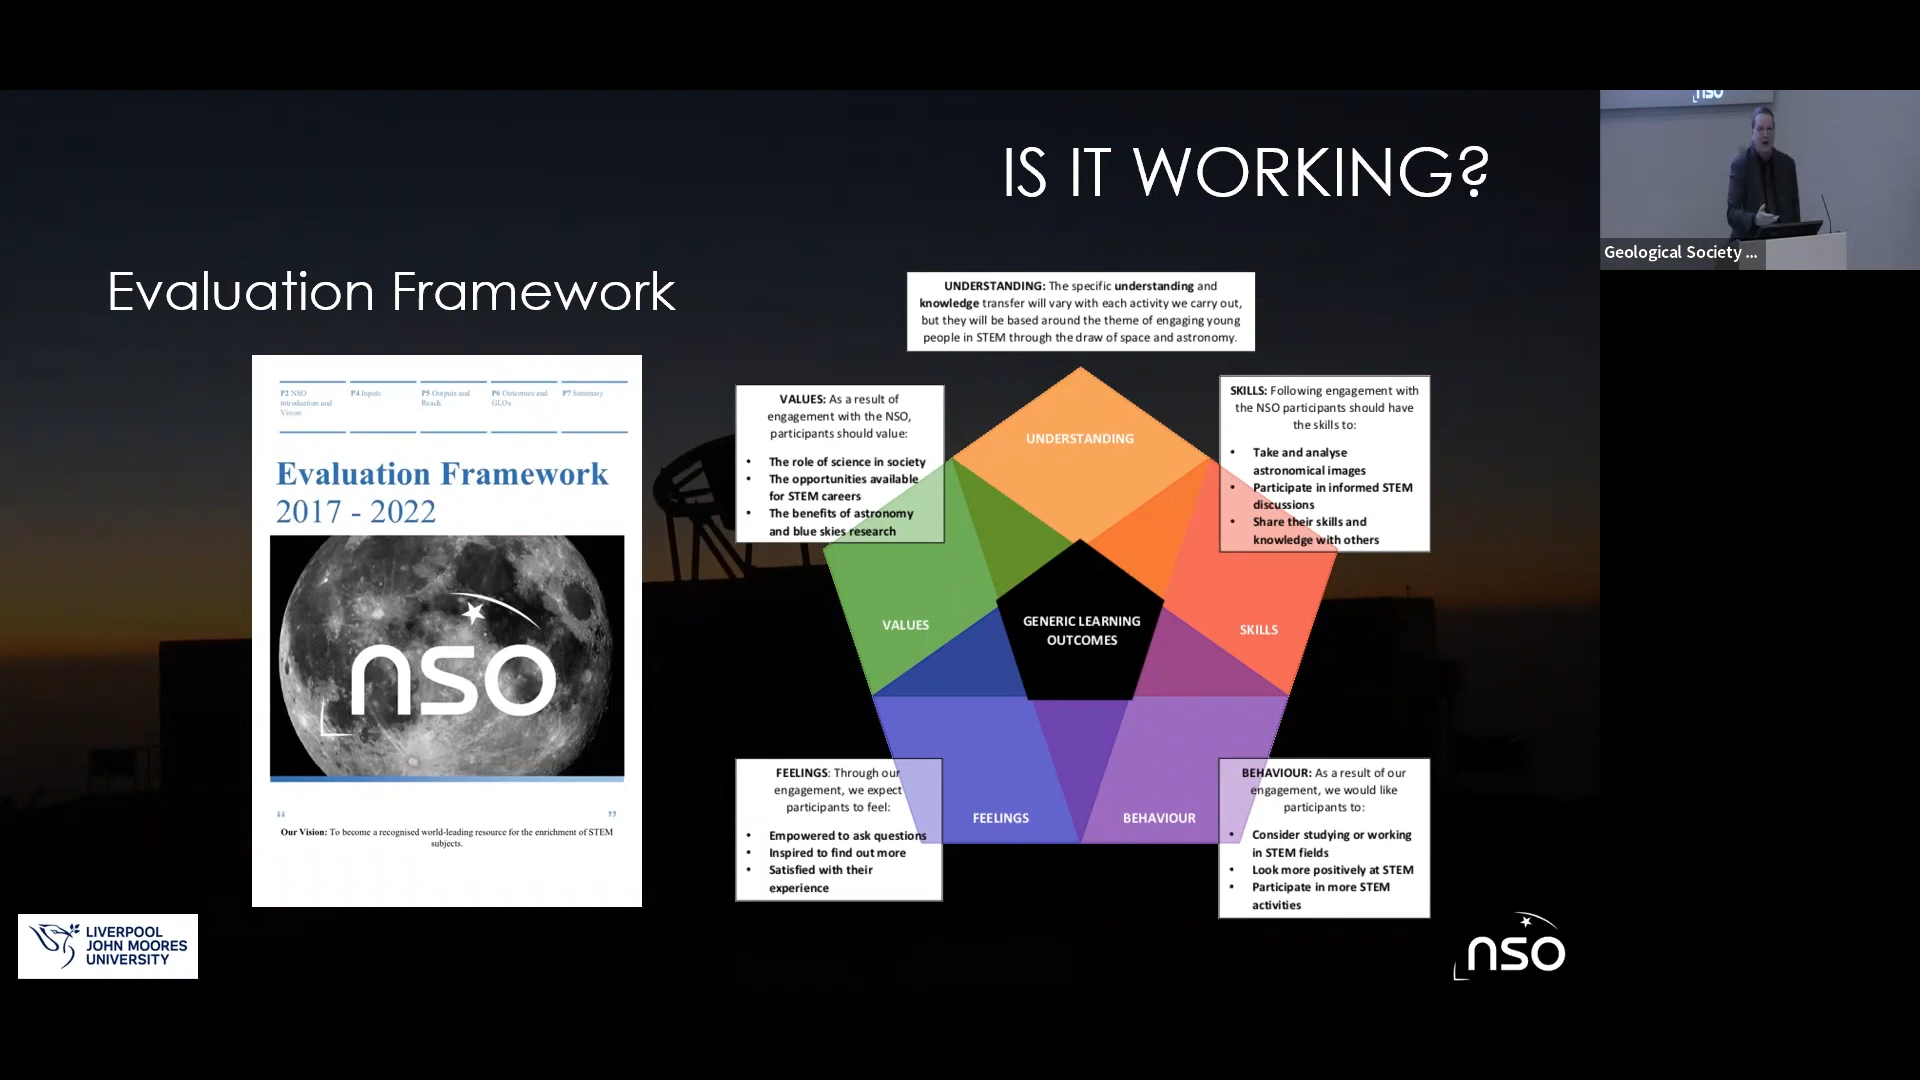 IS IT WORKING?
nso
Geological Society ...
Evaluation Framework
P2 NSO
introduction and
Vision
P4 Inputs
P5 Outputs and
Reach
P6 Outcomes and
GLOs
P7 Summary
Evaluation Framework
2017 - 2022
nso
“ ”
Our Vision: To become a recognised world-leading resource for the enrichment of STEM
subjects.
UNDERSTANDING: The specific understanding and
knowledge transfer will vary with each activity we carry out,
but they will be based around the theme of engaging young
people in STEM through the draw of space and astronomy.
VALUES: As a result of
engagement with the NSO,
participants should value:
• The role of science in society
• The opportunities available
for STEM careers
• The benefits of astronomy
and blue skies research
SKILLS: Following engagement with
the NSO participants should have
the skills to:
• Take and analyse
astronomical images
• Participate in informed STEM
discussions
• Share their skills and
knowledge with others
UNDERSTANDING
VALUES
GENERIC LEARNING
OUTCOMES
SKILLS
FEELINGS
BEHAVIOUR
FEELINGS: Through our
engagement, we expect
participants to feel:
• Empowered to ask questions
• Inspired to find out more
• Satisfied with their
experience
BEHAVIOUR: As a result of our
engagement, we would like
participants to:
• Consider studying or working
in STEM fields
• Look more positively at STEM
• Participate in more STEM
activities
LIVERPOOL
JOHN MOORES
UNIVERSITY
nso